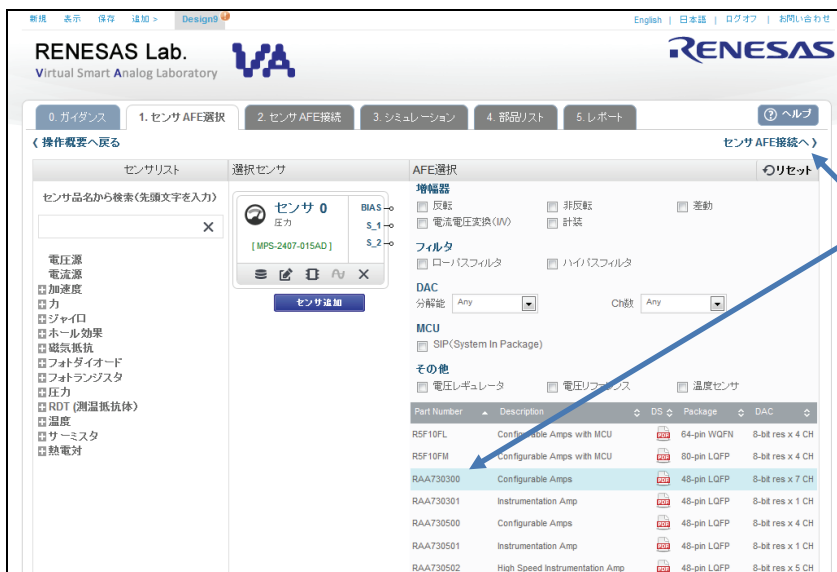 新規 表示 保存 追加 > Design9 English | 日本語 | ログオフ | お問い合わせ
RENESAS Lab.
Virtual Smart Analog Laboratory
VA
RENESAS
0. ガイダンス 1. センサAFE選択 2. センサAFE接続 3. シミュレーション 4. 部品リスト 5. レポート ? ヘルプ
《 操作概要へ戻る センサAFE接続へ 》
センサリスト 選択センサ AFE選択 リセット
センサ品名から検索(先頭文字を入力)
電圧源
電流源
加速度
力
ジャイロ
ホール効果
磁気抵抗
フォトダイオード
フォトランジスタ
圧力
RDT (測温抵抗体)
温度
サーミスタ
熱電対
センサ 0
圧力
[ MPS-2407-015AD ]
BIAS
S_1
S_2
センサ追加
増幅器
反転 非反転 差動
電流電圧変換(I/V) 計装
フィルタ
ローパスフィルタ ハイパスフィルタ
DAC
分解能 Any Ch数 Any
MCU
SIP(System In Package)
その他
電圧レギュレータ 電圧リファレンス 温度センサ
Part Number Description DS Package DAC
R5F10FL Configurable Amps with MCU PDF 64-pin WQFN 8-bit res x 4 CH
R5F10FM Configurable Amps with MCU PDF 80-pin LQFP 8-bit res x 4 CH
RAA730300 Configurable Amps PDF 48-pin LQFP 8-bit res x 7 CH
RAA730301 Instrumentation Amp PDF 48-pin LQFP 8-bit res x 1 CH
RAA730500 Configurable Amps PDF 48-pin LQFP 8-bit res x 4 CH
RAA730501 Instrumentation Amp PDF 48-pin LQFP 8-bit res x 1 CH
RAA730502 High Speed Instrumentation Amp PDF 48-pin LQFP 8-bit res x 5 CH